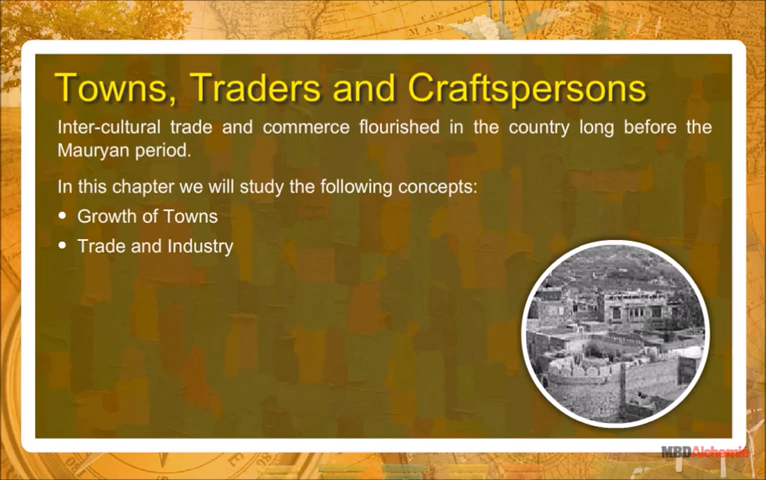 Towns, Traders and Craftspersons
Inter-cultural trade and commerce flourished in the country long before the
Mauryan period.
In this chapter we will study the following concepts:
• Growth of Towns
• Trade and Industry
MBDAlchemie